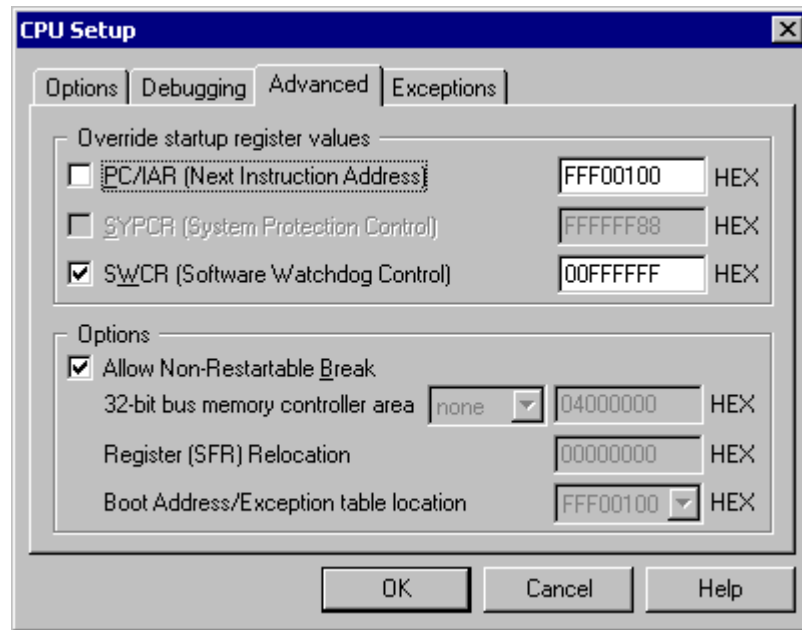 CPU Setup
Options Debugging Advanced Exceptions
Override startup register values
PC/IAR (Next Instruction Address) FFF00100 HEX
SYPCR (System Protection Control) FFFFFF88 HEX
SWCR (Software Watchdog Control) 00FFFFFF HEX
Options
Allow Non-Restartable Break
32-bit bus memory controller area none 04000000 HEX
Register (SFR) Relocation 00000000 HEX
Boot Address/Exception table location FFF00100 HEX
OK Cancel Help